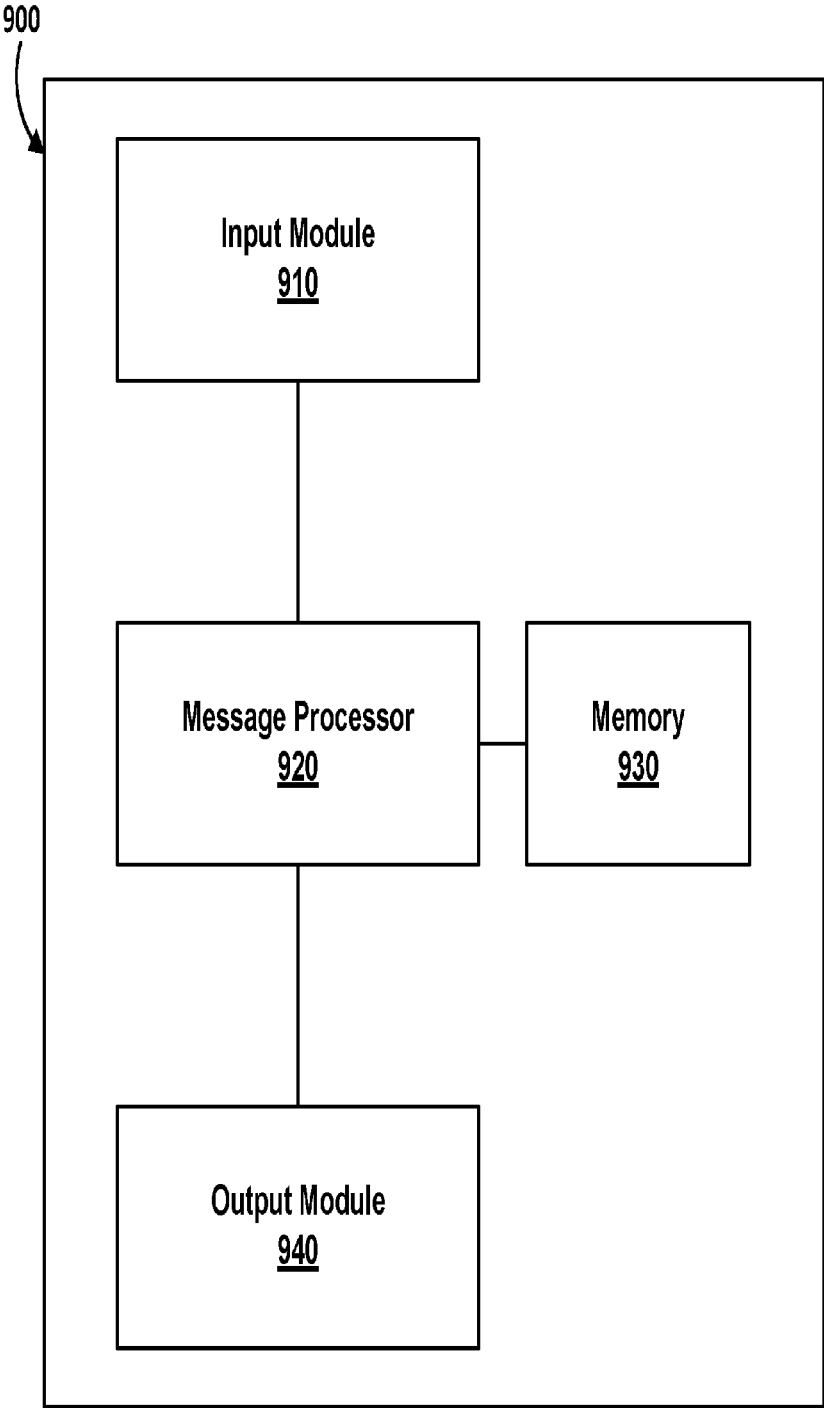 900
Input Module
910
Message Processor
920
Memory
930
Output Module
940